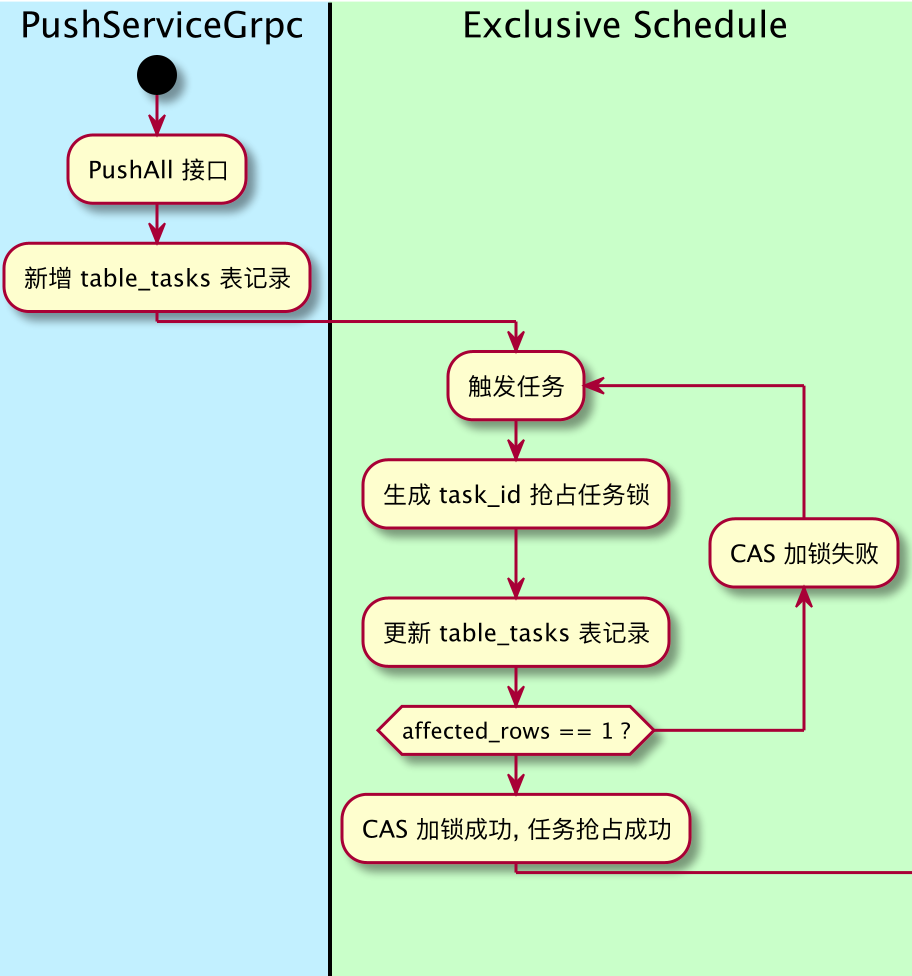 PushServiceGrpc
Exclusive Schedule
PushAll 接口
新增 table_tasks 表记录
触发任务
生成 task_id 抢占任务锁
CAS 加锁失败
更新 table_tasks 表记录
affected_rows == 1 ?
CAS 加锁成功, 任务抢占成功